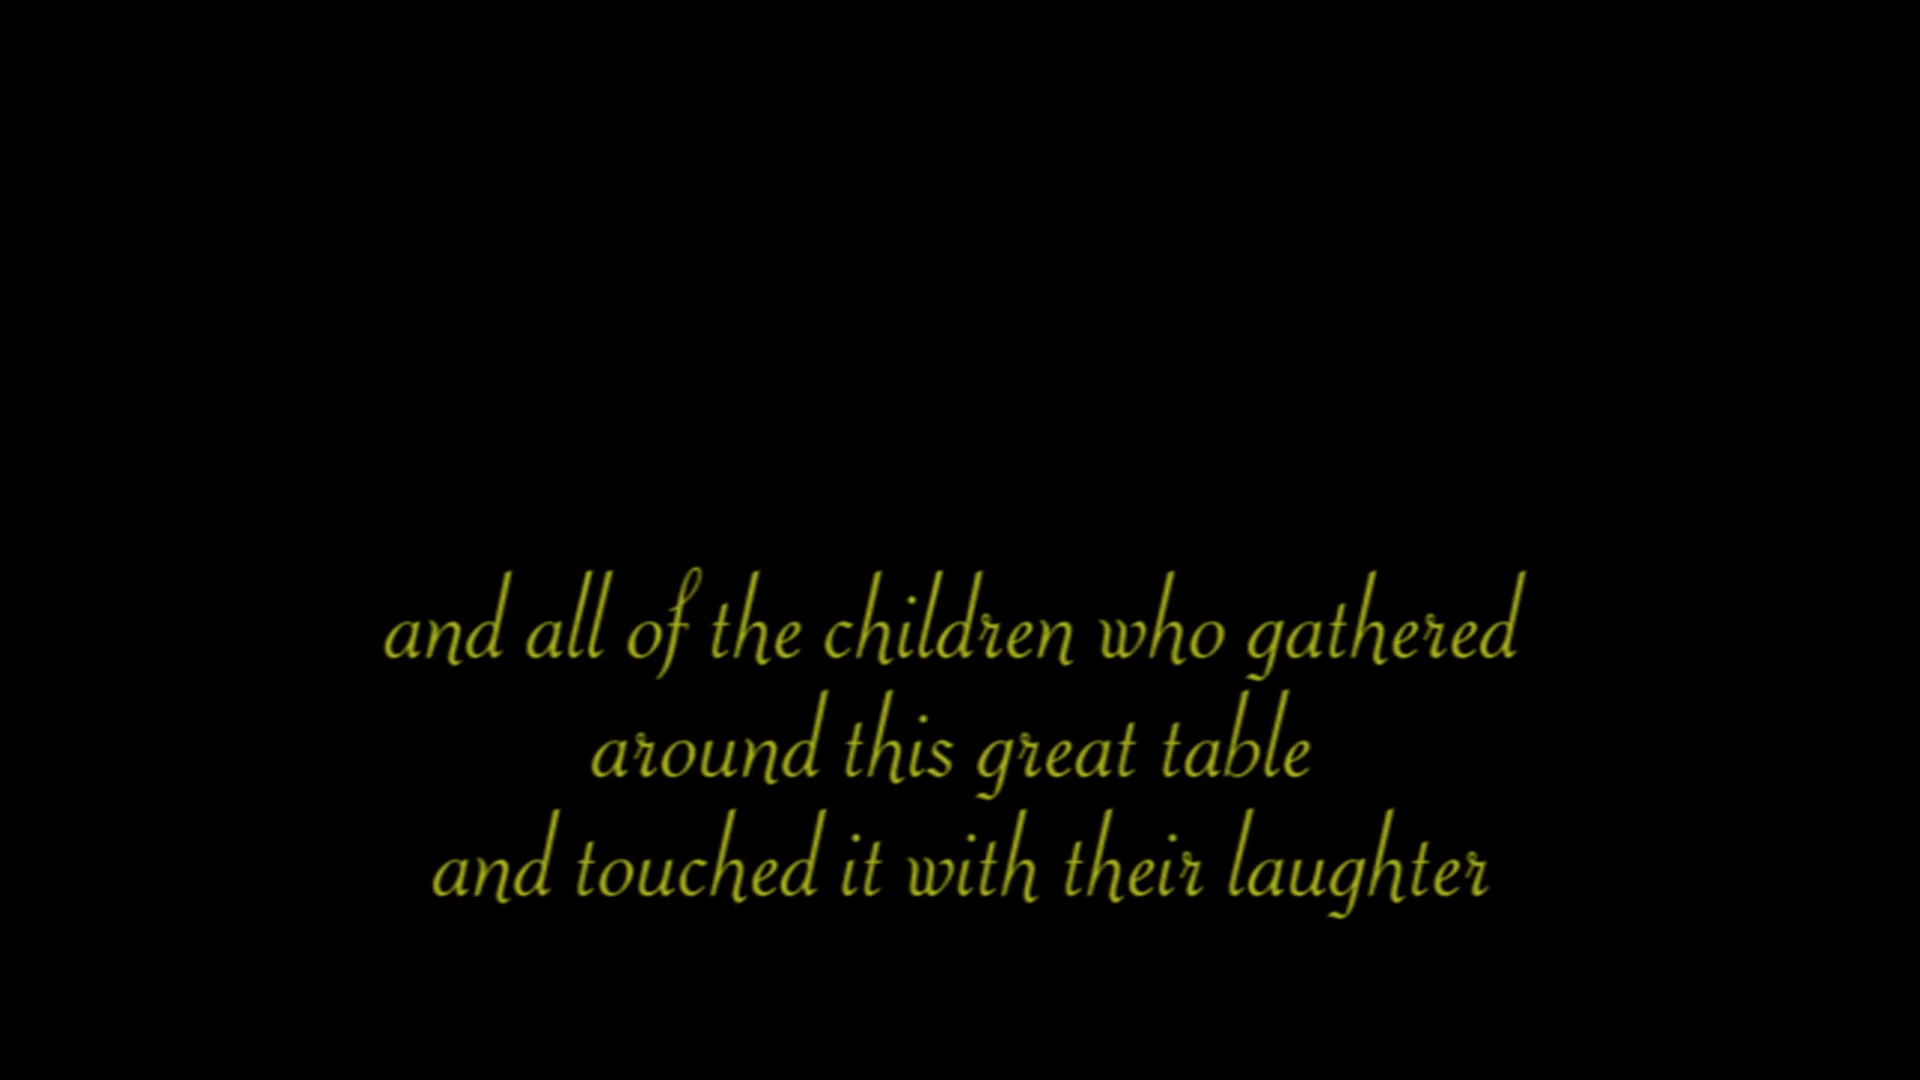 and all of the children who gathered
around this great table
and touched it with their laughter